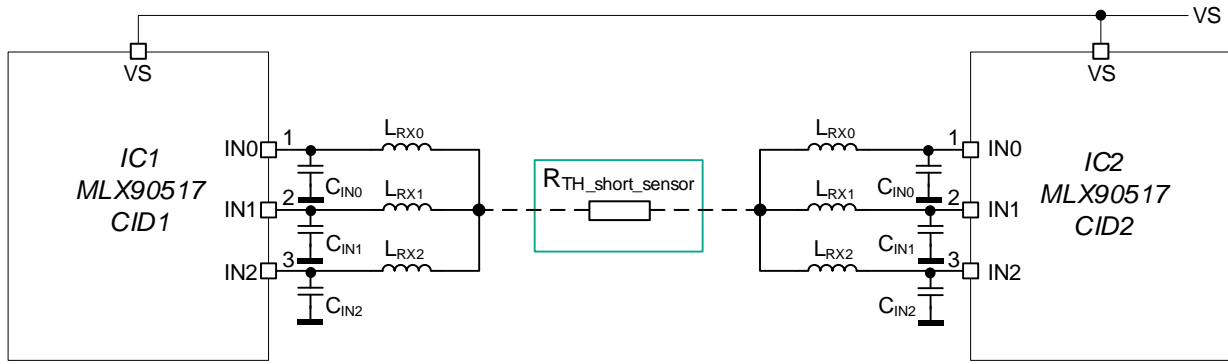 VS
VS
VS
IC1
MLX90517
CID1
IN0
1
IN1
2
IN2
3
LRX0
LRX1
LRX2
CIN0
CIN1
CIN2
RTH_short_sensor
LRX0
LRX1
LRX2
CIN0
CIN1
CIN2
1
IN0
2
IN1
3
IN2
IC2
MLX90517
CID2